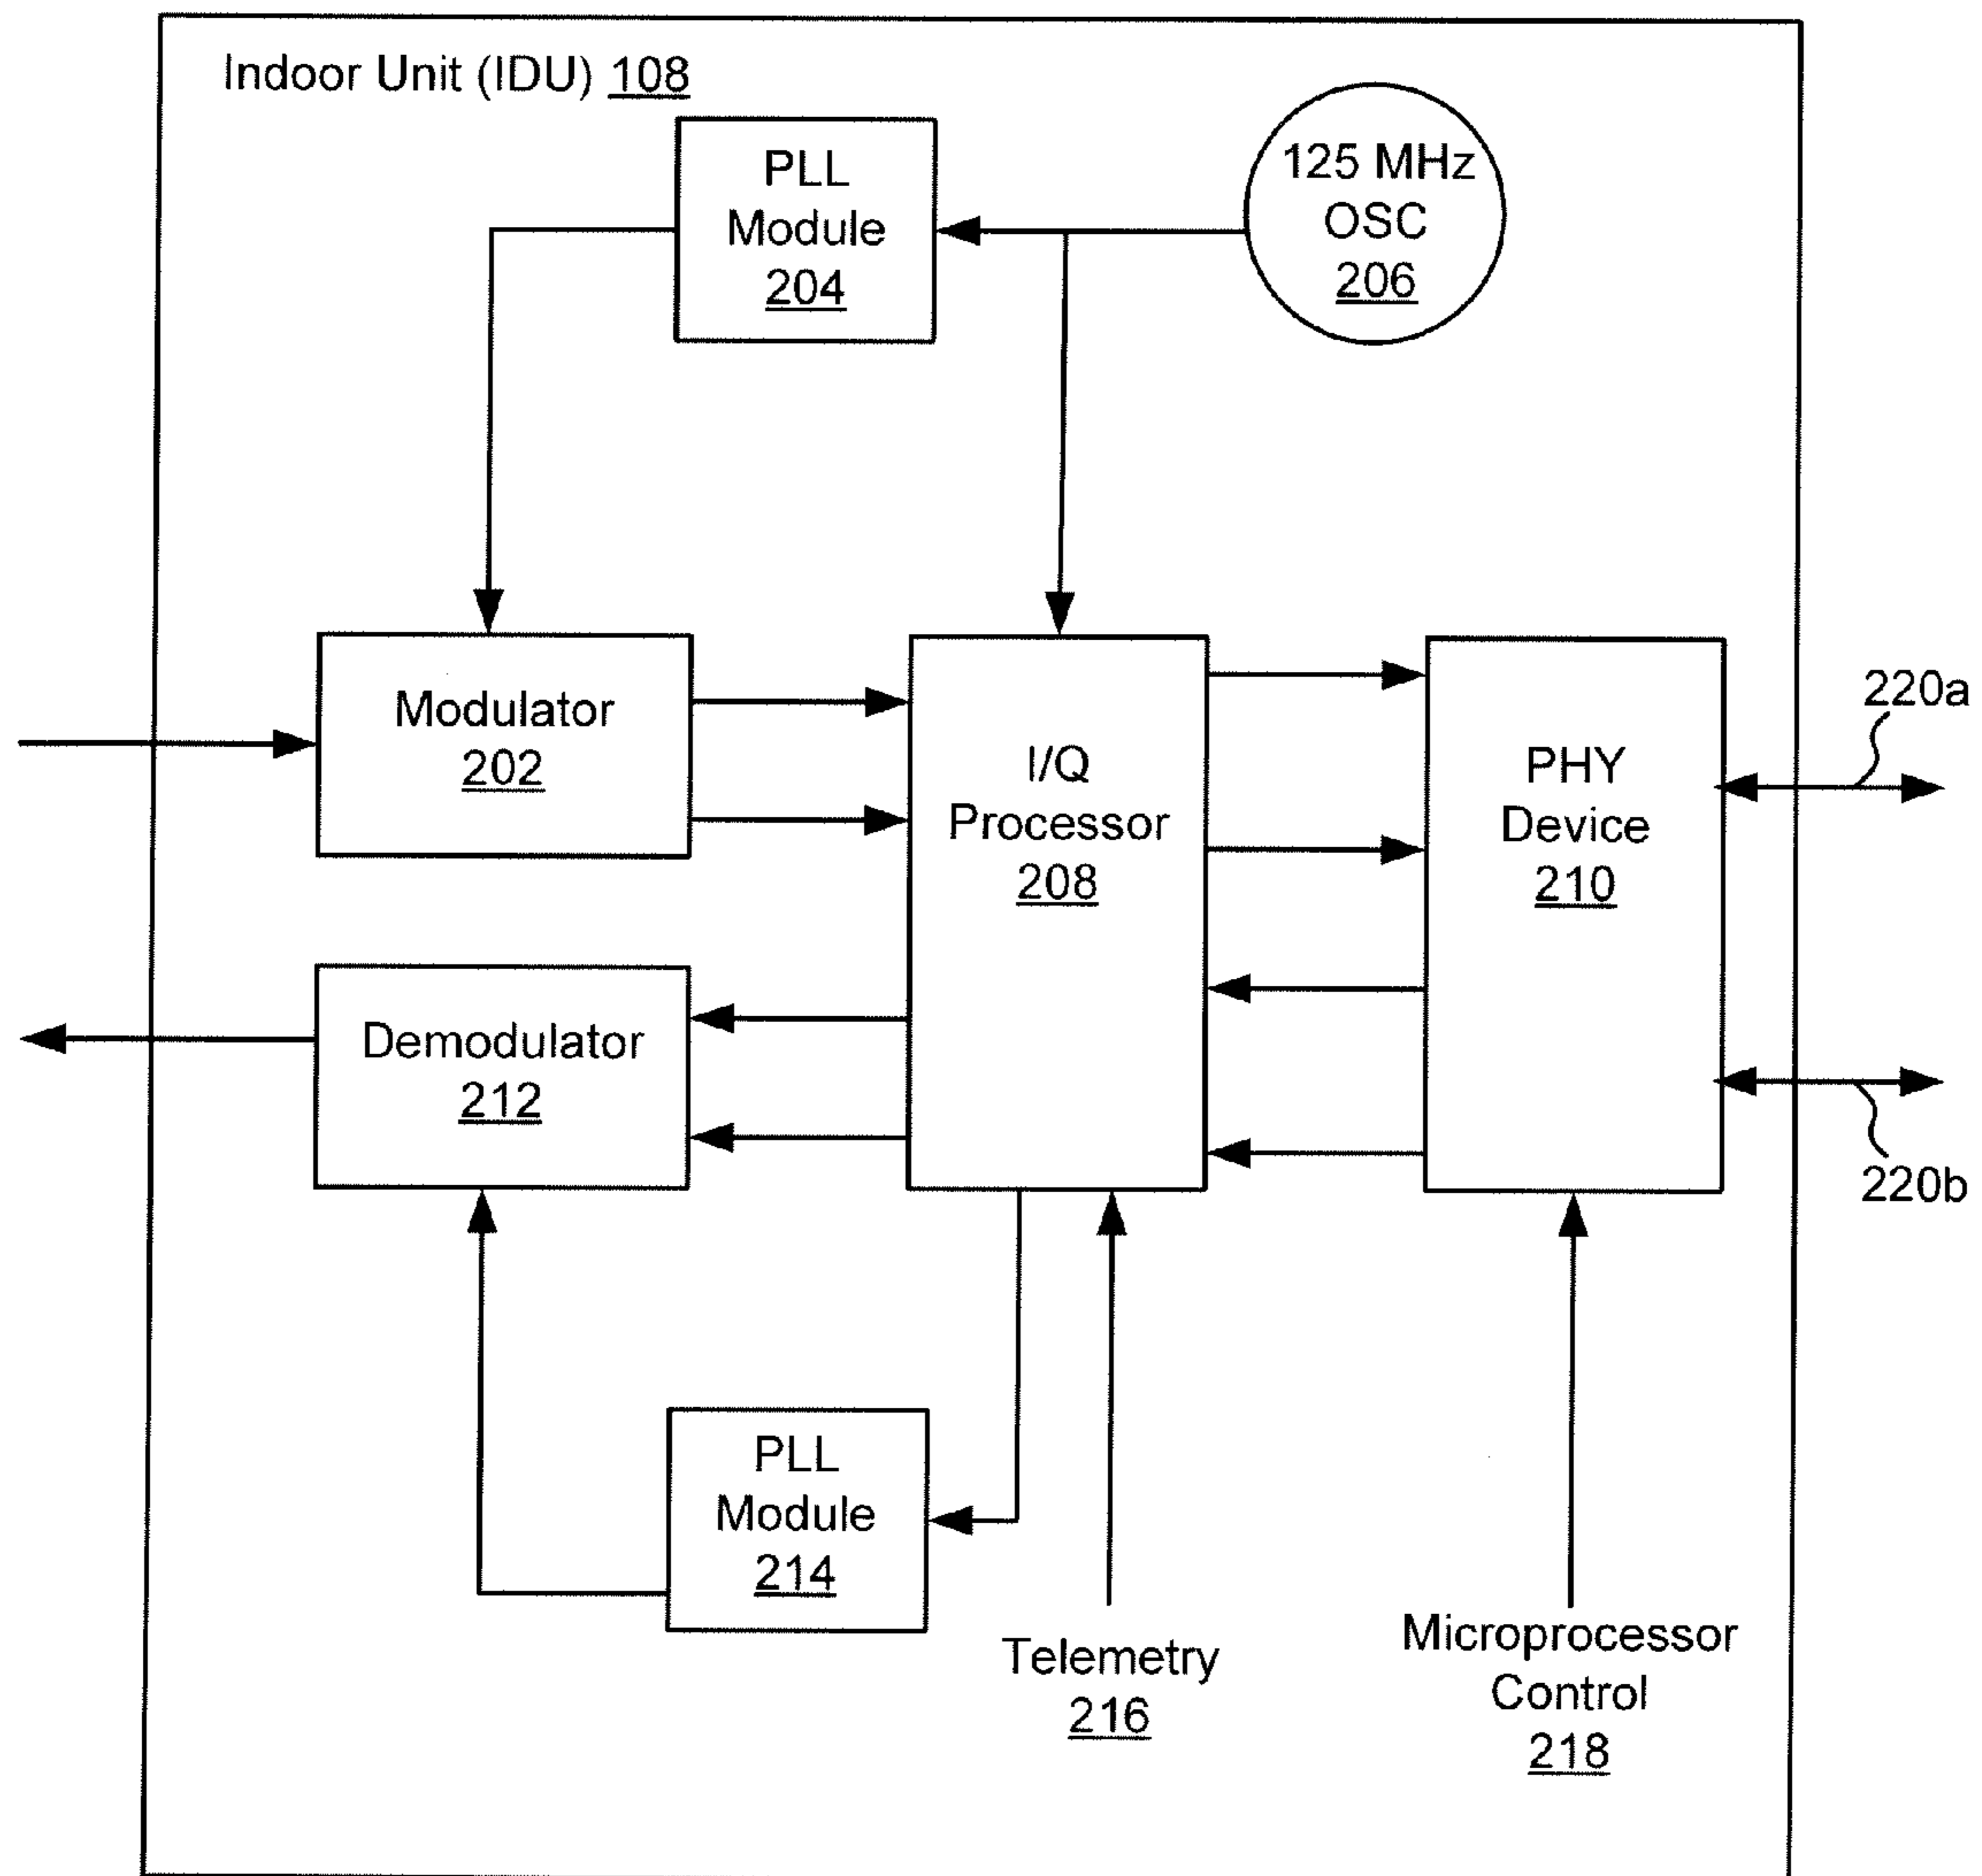 Indoor Unit (IDU) 108
PLL
Module
204
125 MHz
OSC
206
Modulator
202
I/Q
Processor
208
PHY
Device
210
220a
Demodulator
212
220b
PLL
Module
214
Telemetry
216
Microprocessor
Control
218